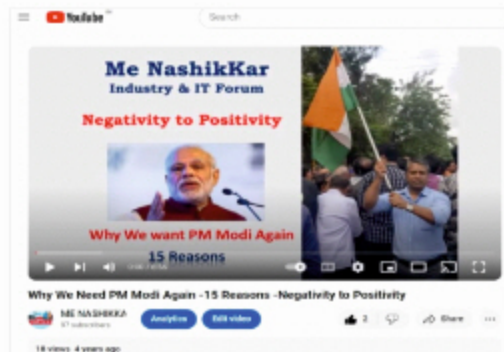 YouTube
Search
Me NashikKar
Industry & IT Forum
Negativity to Positivity
Why We want PM Modi Again
15 Reasons
Why We Need PM Modi Again -15 Reasons -Negativity to Positivity
ME NASHIKKA
97 subscribers
Analytics
Edit video
2
Share
18 views 4 years ago